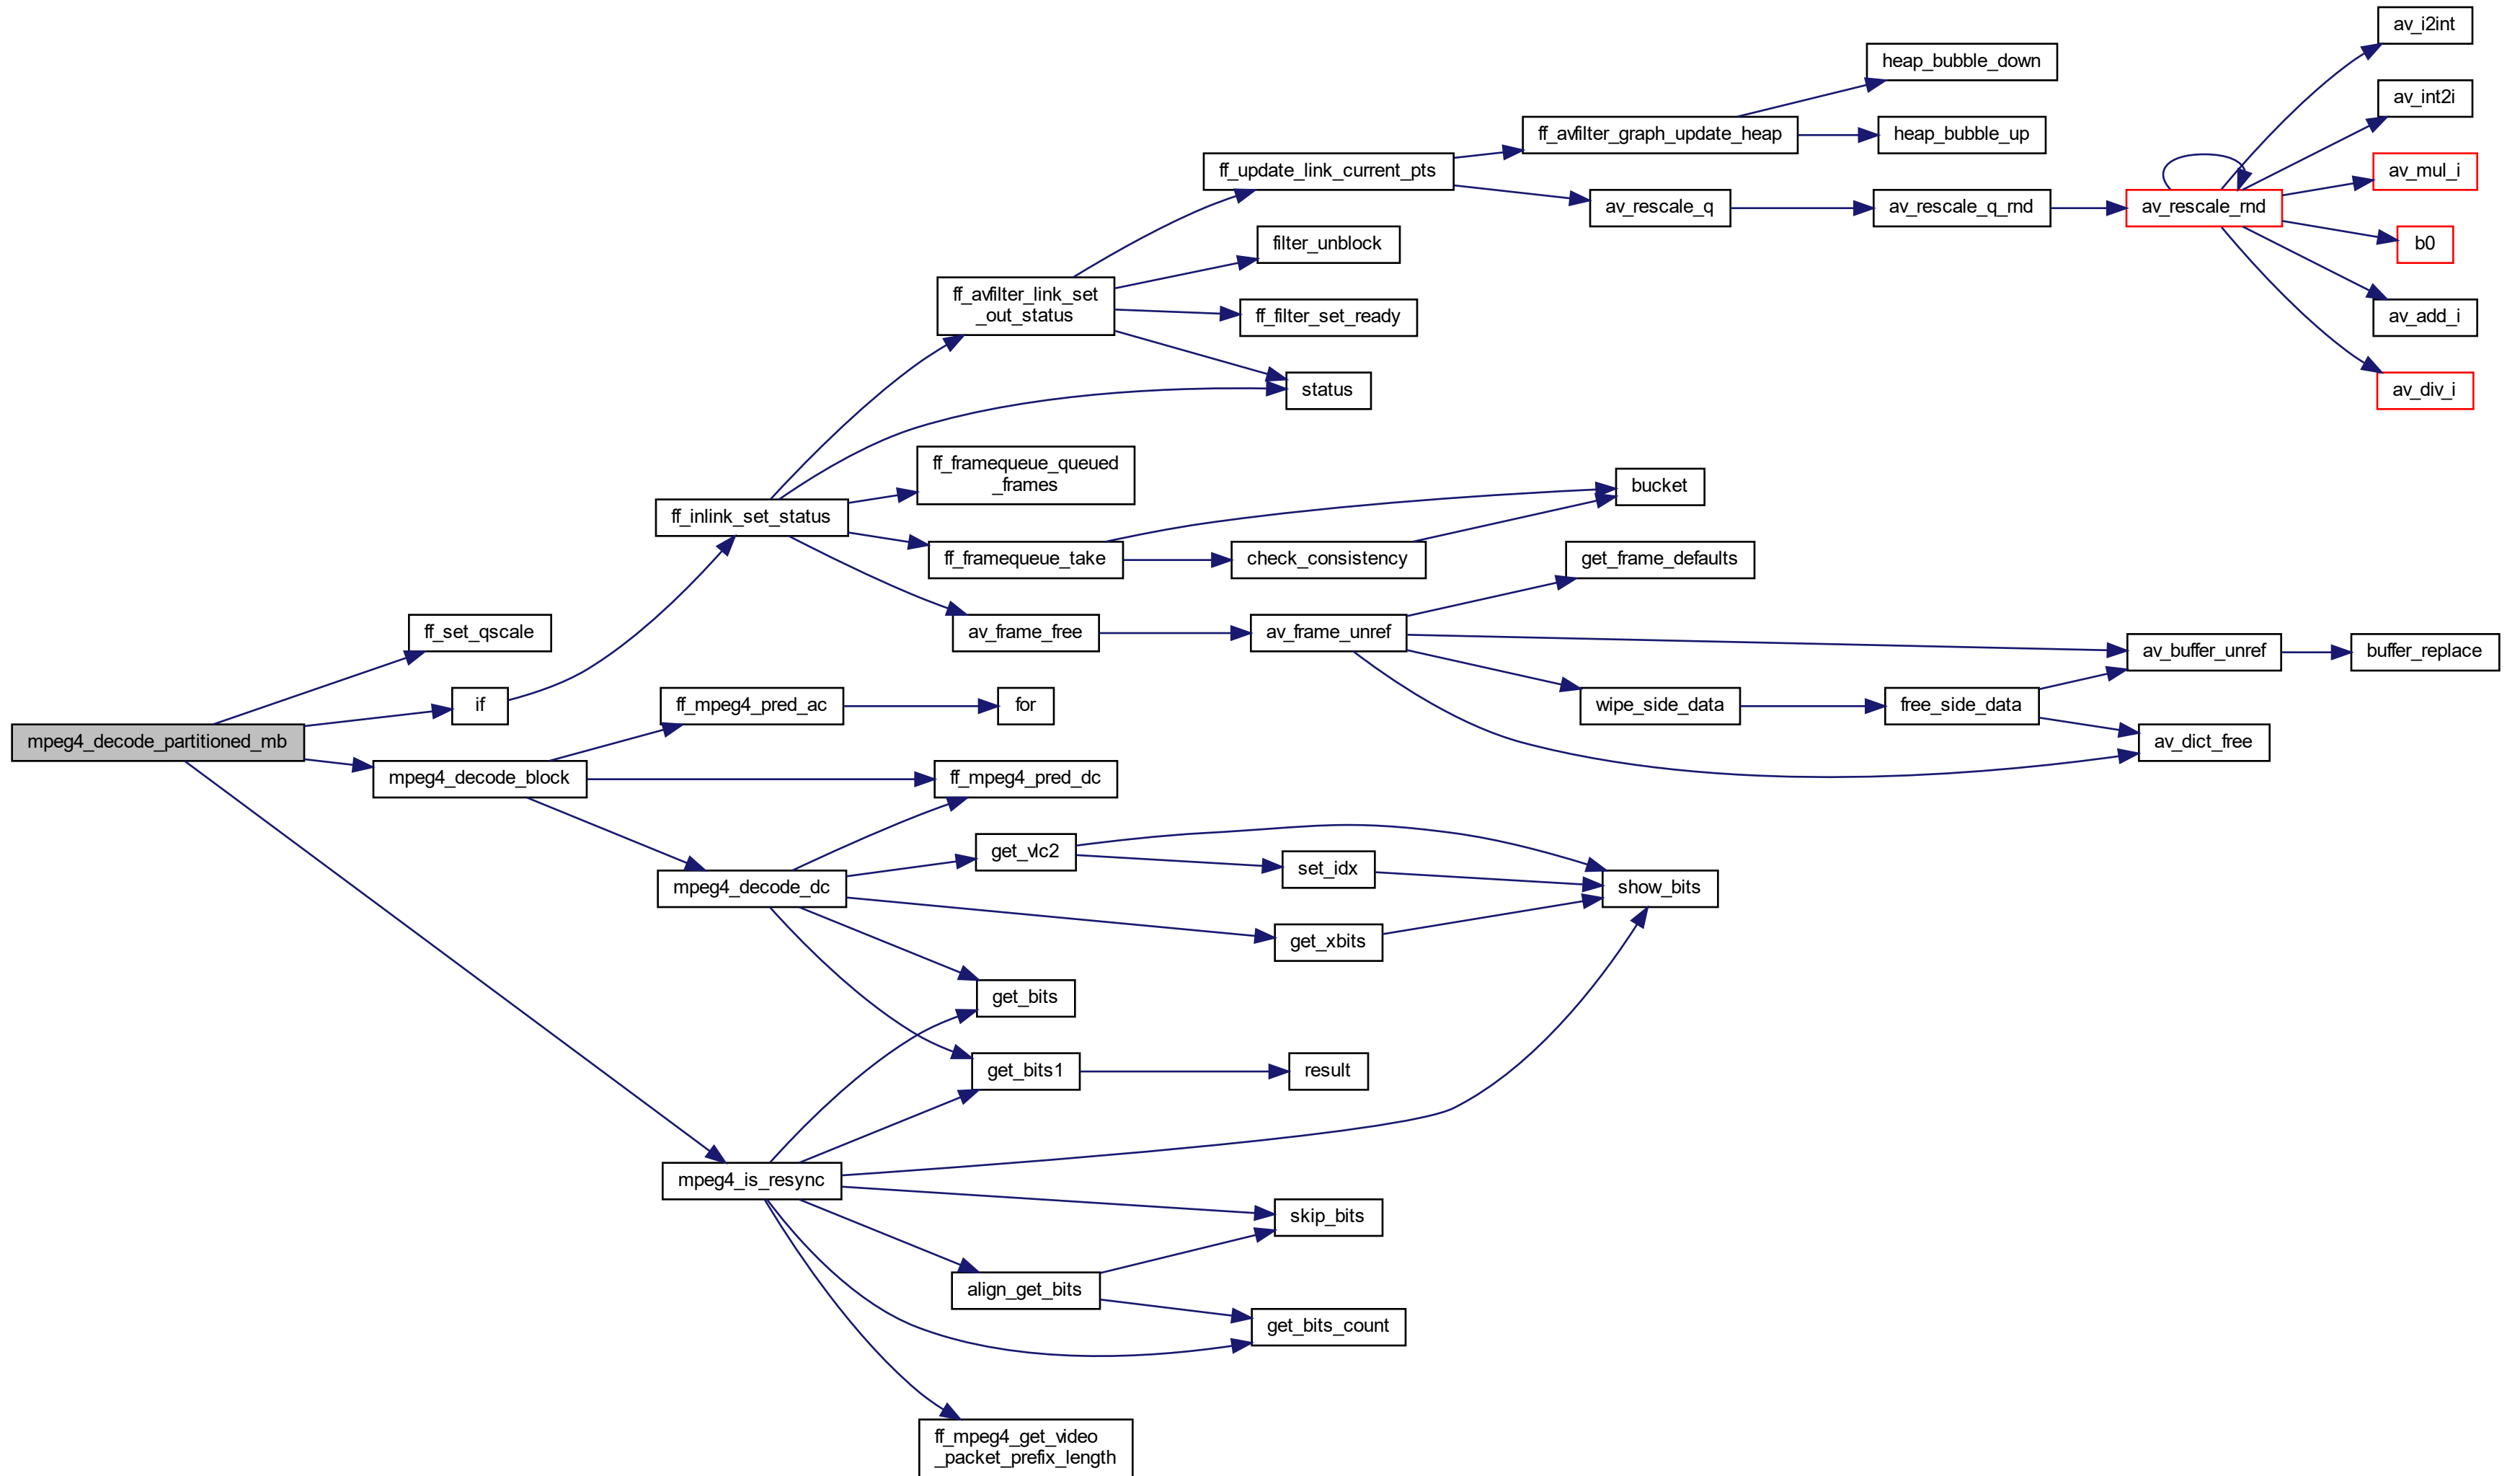 mpeg4_decode_partitioned_mb
ff_set_qscale
if
mpeg4_decode_block
mpeg4_is_resync
ff_inlink_set_status
ff_mpeg4_pred_ac
mpeg4_decode_dc
ff_avfilter_link_set
_out_status
ff_framequeue_queued
_frames
ff_framequeue_take
av_frame_free
for
ff_mpeg4_pred_dc
get_vlc2
get_bits
get_bits1
align_get_bits
ff_mpeg4_get_video
_packet_prefix_length
ff_update_link_current_pts
filter_unblock
ff_filter_set_ready
status
check_consistency
av_frame_unref
set_idx
get_xbits
result
skip_bits
get_bits_count
ff_avfilter_graph_update_heap
av_rescale_q
bucket
get_frame_defaults
wipe_side_data
show_bits
heap_bubble_down
heap_bubble_up
av_rescale_q_rnd
free_side_data
av_rescale_rnd
av_buffer_unref
av_dict_free
av_i2int
av_int2i
av_mul_i
b0
av_add_i
av_div_i
buffer_replace